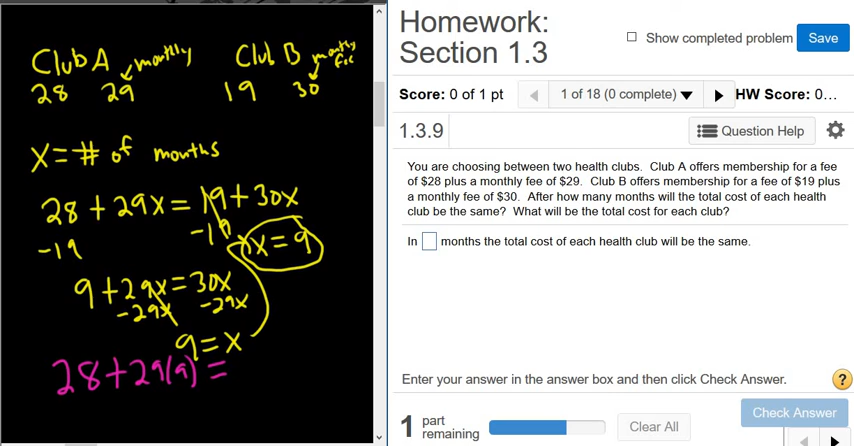 Club A monthly Club B monthly fee
28 29 19 30
X = # of months
28 + 29x = 19 + 30x
-19 -19 x = 9
9 + 29x = 30x
-29x -29x
9 = x
28 + 29(9) =
Homework:
Section 1.3
Show completed problem
Save
Score: 0 of 1 pt
1 of 18 (0 complete)
HW Score: 0…
1.3.9
Question Help
You are choosing between two health clubs. Club A offers membership for a fee
of $28 plus a monthly fee of $29. Club B offers membership for a fee of $19 plus
a monthly fee of $30. After how many months will the total cost of each health
club be the same? What will be the total cost for each club?
In months the total cost of each health club will be the same.
Enter your answer in the answer box and then click Check Answer.
?
1 part
remaining
Clear All
Check Answer